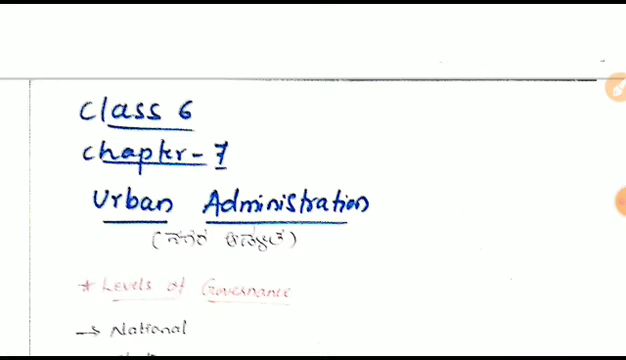 Class 6
Chapter - 7
Urban Administration
(ನಗರ ಆಡಳಿತ)
* Levels of Governance
→ National